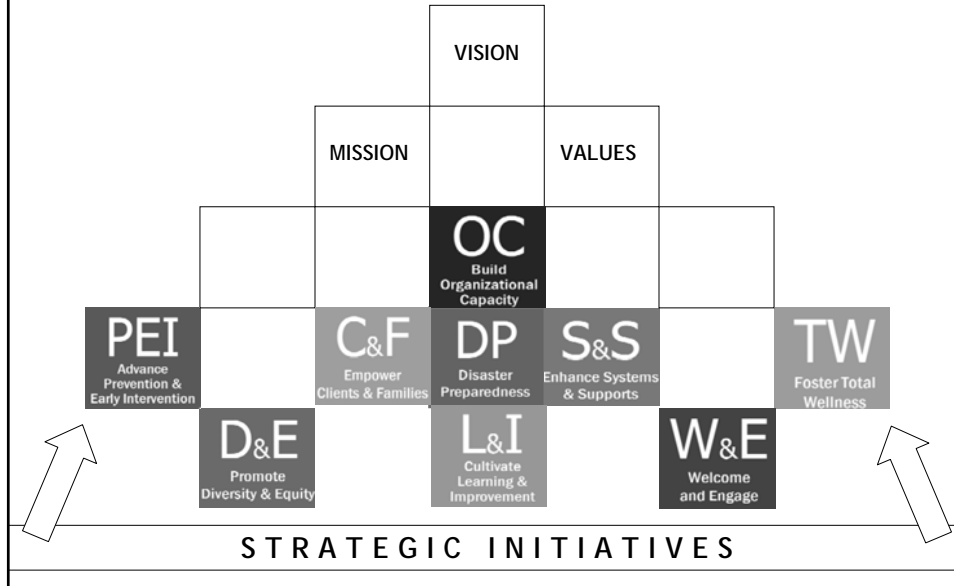 VISION
MISSION
VALUES
OC
Build
Organizational
Capacity
PEI
Advance
Prevention &
Early Intervention
C&F
Empower
Clients & Families
DP
Disaster
Preparedness
S&S
Enhance Systems
& Supports
TW
Foster Total
Wellness
D&E
Promote
Diversity & Equity
L&I
Cultivate
Learning &
Improvement
W&E
Welcome
and Engage
STRATEGIC INITIATIVES